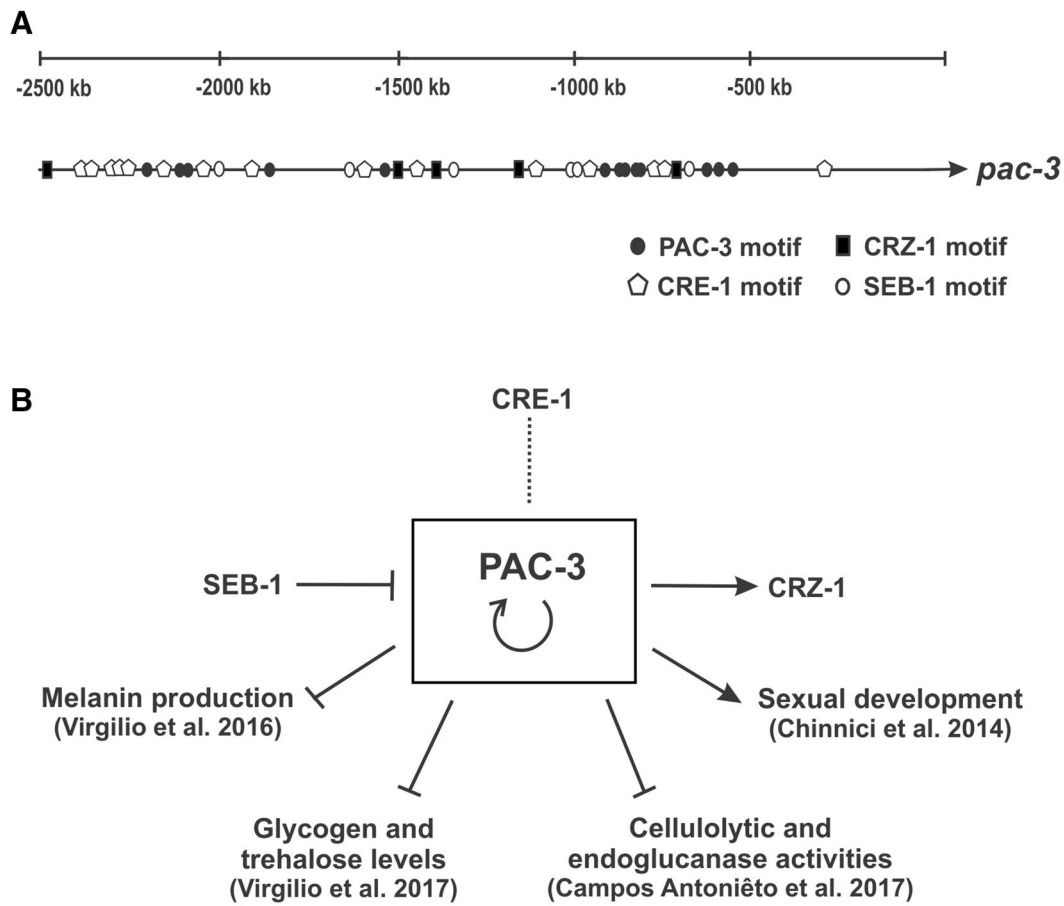 A
-2500 kb -2000 kb -1500 kb -1000 kb -500 kb
pac-3
PAC-3 motif CRZ-1 motif
CRE-1 motif SEB-1 motif
B
CRE-1
PAC-3
SEB-1
CRZ-1
Melanin production
(Virgilio et al. 2016)
Sexual development
(Chinnici et al. 2014)
Glycogen and
trehalose levels
(Virgilio et al. 2017)
Cellulolytic and
endoglucanase activities
(Campos Antoniêto et al. 2017)